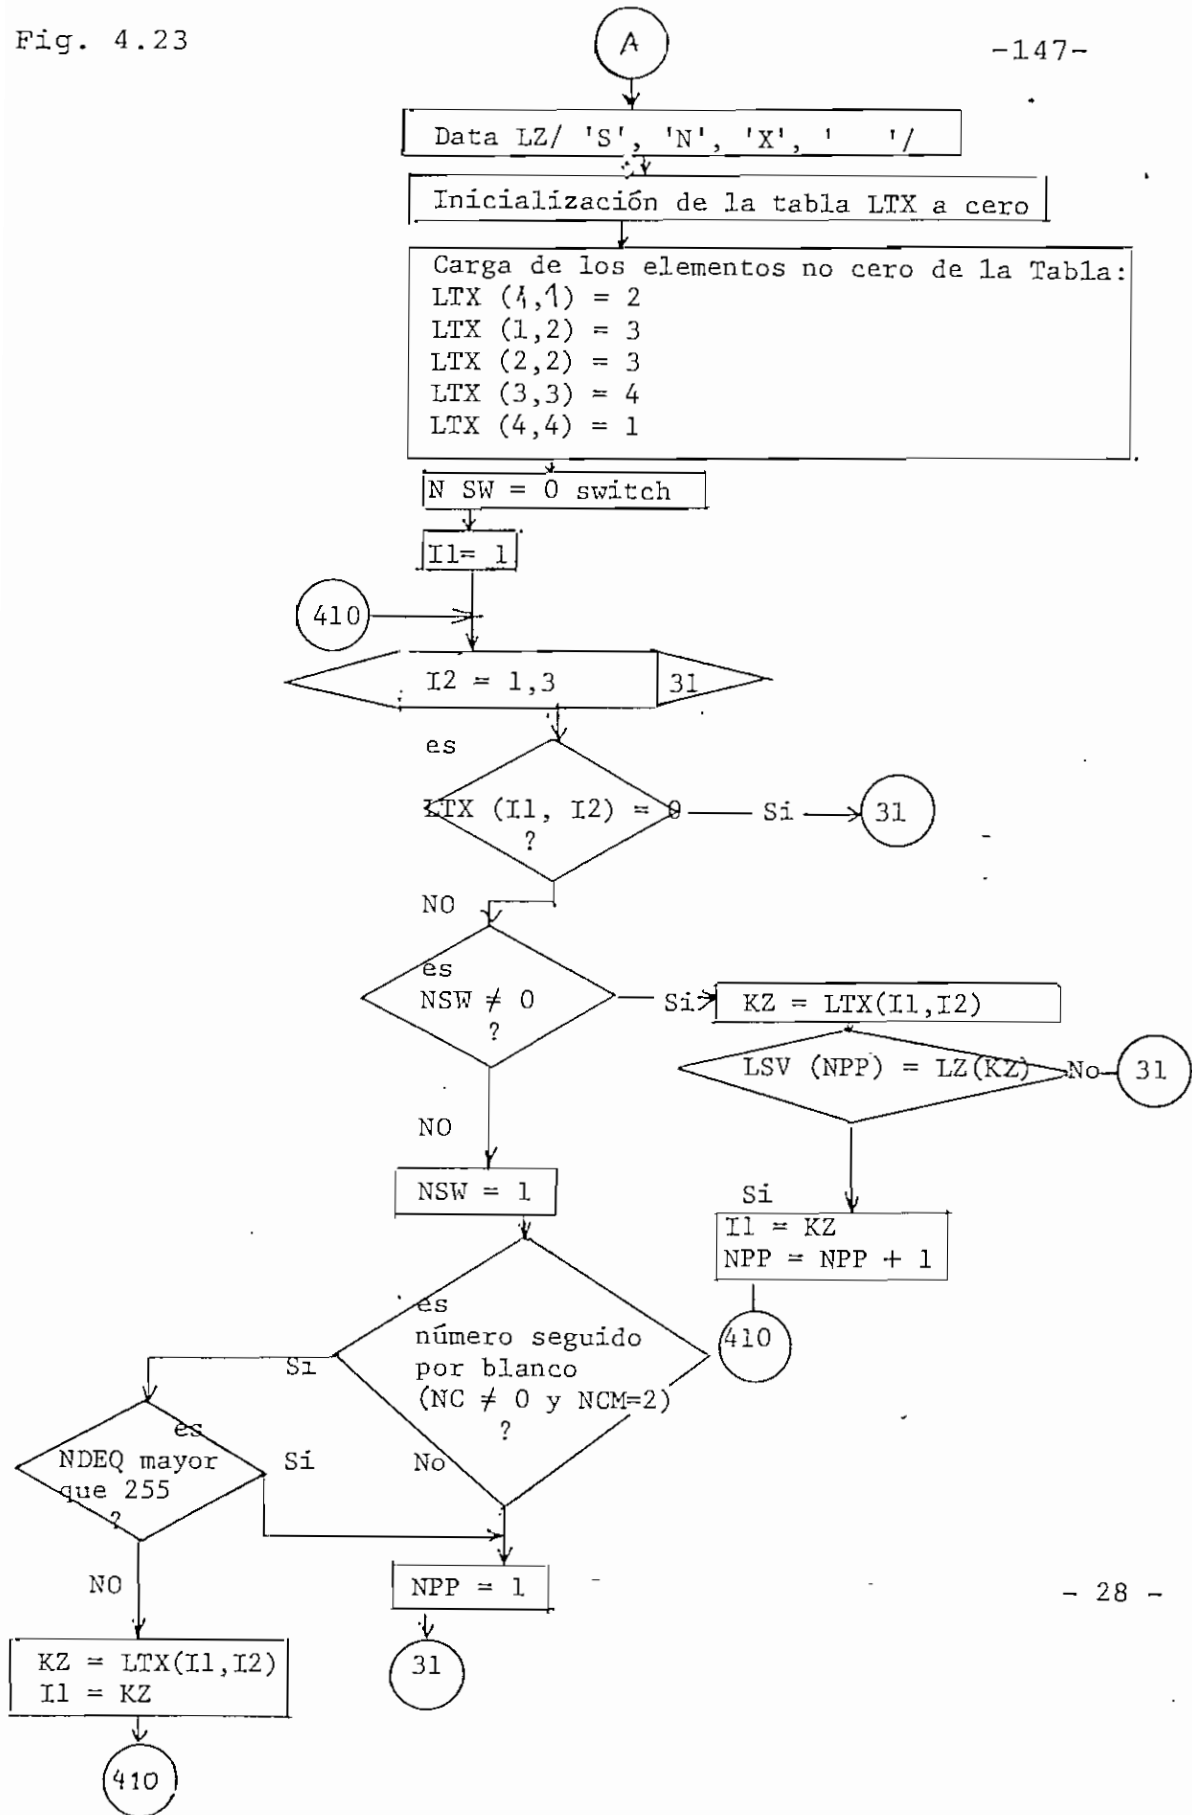 Fig. 4.23
A
-147-
Data LZ/ 'S', 'N', 'X', ' '/
Inicialización de la tabla LTX a cero
Carga de los elementos no cero de la Tabla:
LTX (1,1) = 2
LTX (1,2) = 3
LTX (2,2) = 3
LTX (3,3) = 4
LTX (4,4) = 1
N SW = 0 switch
I1= 1
410
I2 = 1,3 31
es
LTX (I1, I2) = 0 Si 31
?
NO
es
NSW ≠ 0 Si KZ = LTX(I1,I2)
?
LSV (NPP) = LZ(KZ) No 31
NO
NSW = 1
Si
I1 = KZ
NPP = NPP + 1
410
es
número seguido
por blanco
(NC ≠ 0 y NCM=2)
?
Si
No
es
NDEQ mayor
que 255
?
Sí
NO
NPP = 1
- 28 -
31
KZ = LTX(I1,I2)
I1 = KZ
410